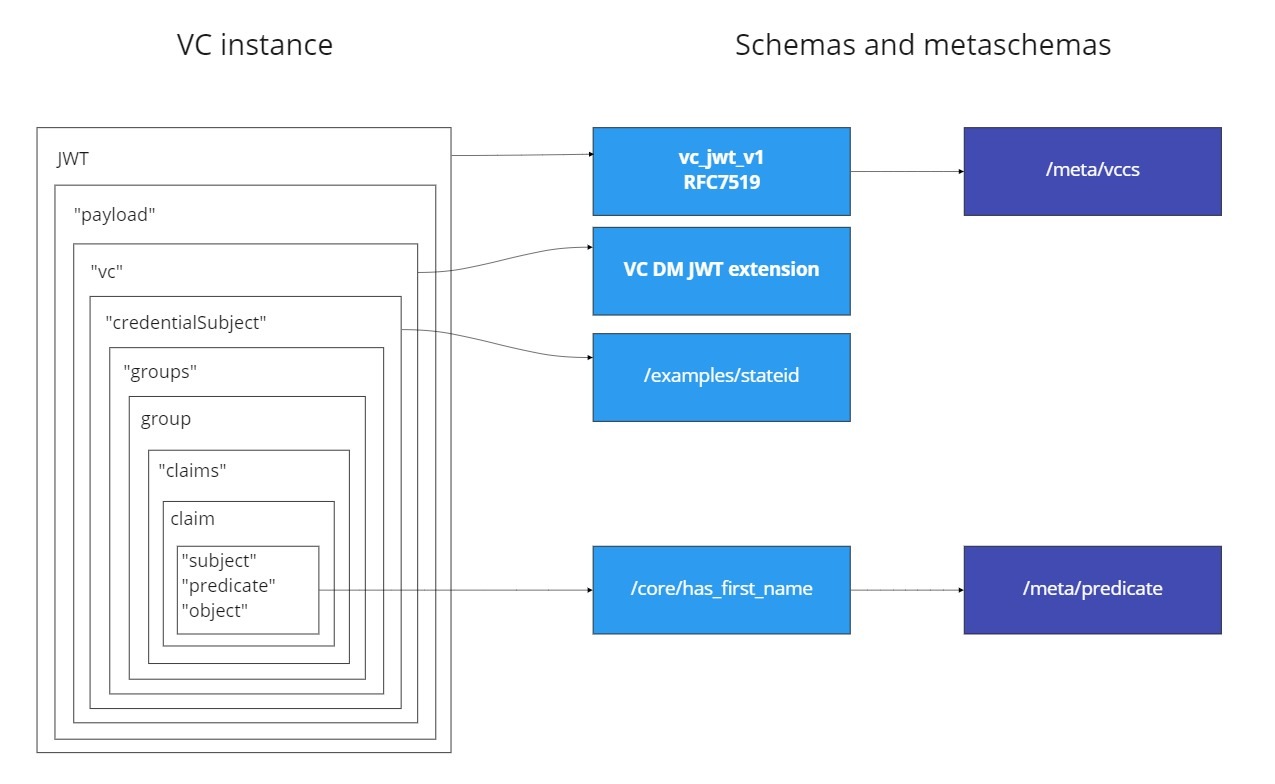 VC instance
Schemas and metaschemas
JWT
"payload"
"vc"
"credentialSubject"
"groups"
group
"claims"
claim
"subject"
"predicate"
"object"
vc_jwt_v1
RFC7519
/meta/vccs
VC DM JWT extension
/examples/stateid
/core/has_first_name
/meta/predicate